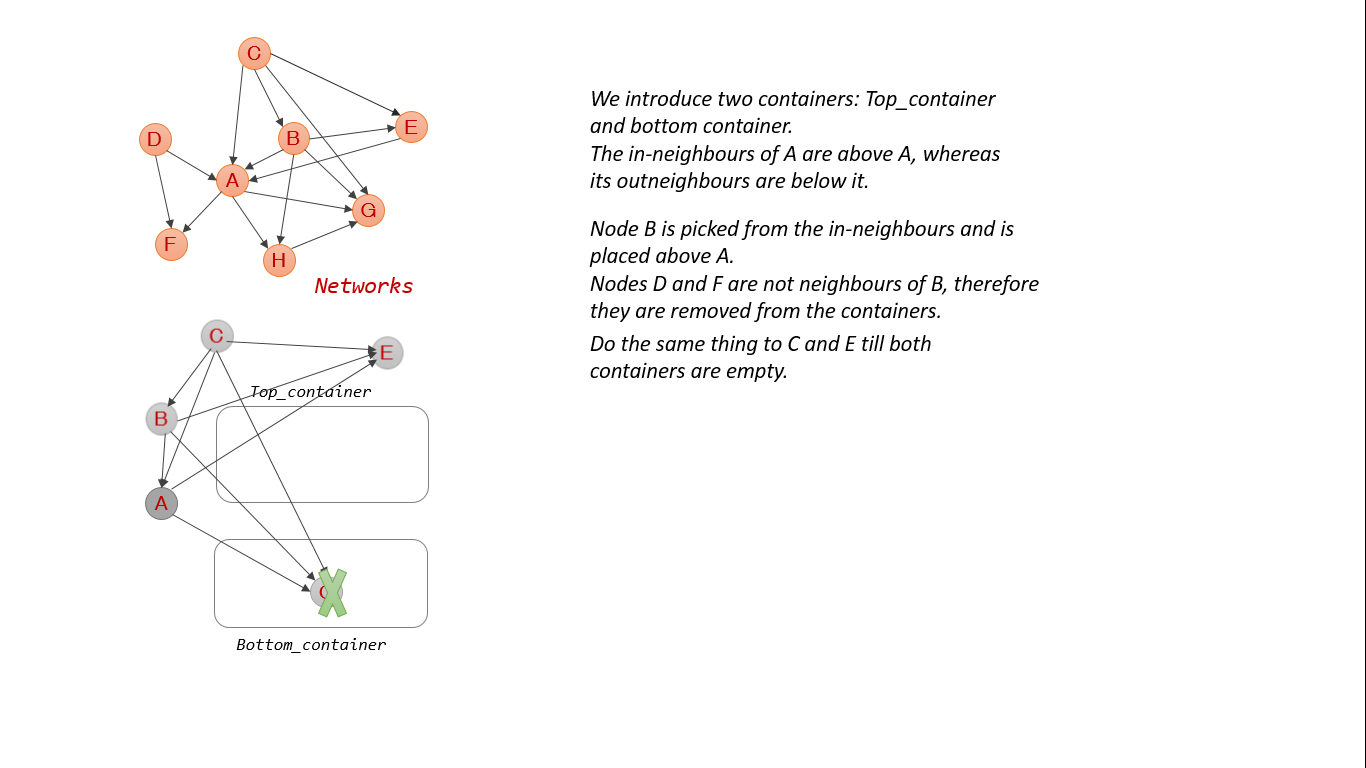 C
E
B
D
A
G
F
H
Networks
We introduce two containers: Top_container
and bottom container.
The in-neighbours of A are above A, whereas
its outneighbours are below it.
Node B is picked from the in-neighbours and is
placed above A.
Nodes D and F are not neighbours of B, therefore
they are removed from the containers.
Do the same thing to C and E till both
containers are empty.
C
E
Top_container
B
A
Bottom_container